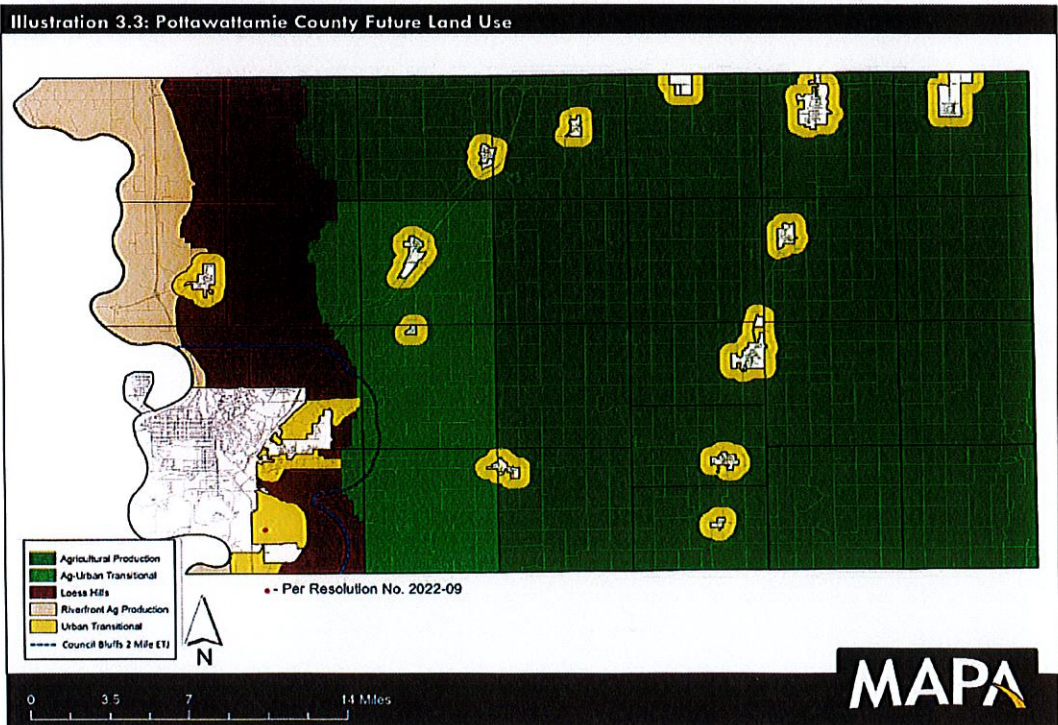 Illustration 3.3: Pottawattamie County Future Land Use
Agricultural Production
Ag-Urban Transitional
Loess Hills
Riverfront Ag Production
Urban Transitional
Council Bluffs 2 Mile ETJ
- Per Resolution No. 2022-09
N
0 3.5 7 14 Miles
MAPA